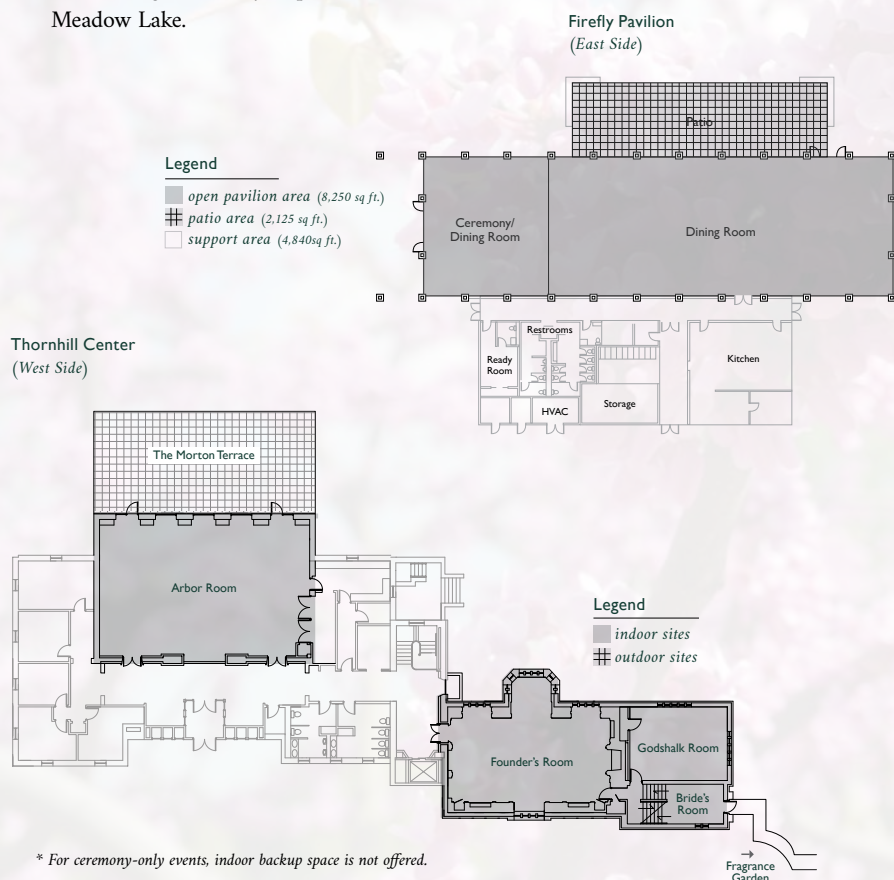 Meadow Lake.
Firefly Pavilion
(East Side)
Patio
Legend
open pavilion area (8,250 sq ft.)
patio area (2,125 sq ft.)
support area (4,840sq ft.)
Ceremony/
Dining Room
Dining Room
Restrooms
Ready
Room
Kitchen
HVAC
Storage
Thornhill Center
(West Side)
The Morton Terrace
Arbor Room
Legend
indoor sites
outdoor sites
Founder's Room
Godshalk Room
Bride's
Room
* For ceremony-only events, indoor backup space is not offered.
Fragrance
Garden